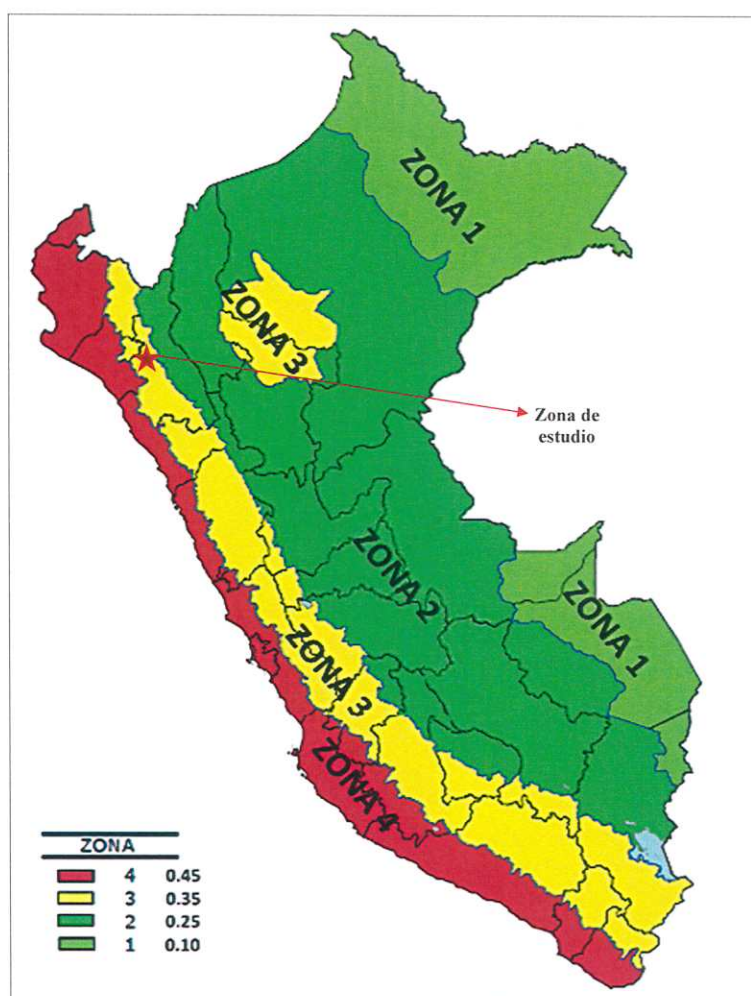 ZONA 1
ZONA 3
Zona de
estudio
ZONA 2
ZONA 1
ZONA 3
ZONA 4
ZONA
4 0.45
3 0.35
2 0.25
1 0.10